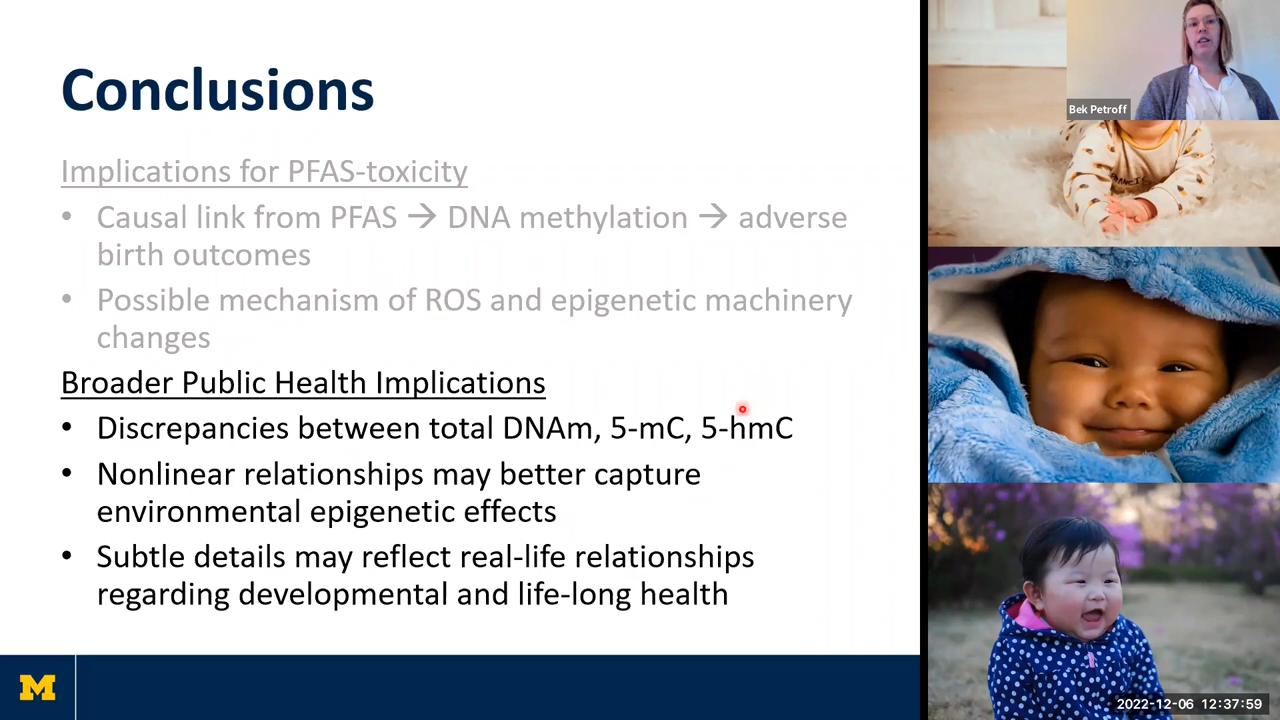 Conclusions
Implications for PFAS-toxicity
• Causal link from PFAS → DNA methylation → adverse
birth outcomes
• Possible mechanism of ROS and epigenetic machinery
changes
Broader Public Health Implications
• Discrepancies between total DNAm, 5-mC, 5-hmC
• Nonlinear relationships may better capture
environmental epigenetic effects
• Subtle details may reflect real-life relationships
regarding developmental and life-long health
M
Bek Petroff
2022-12-06 12:37:59